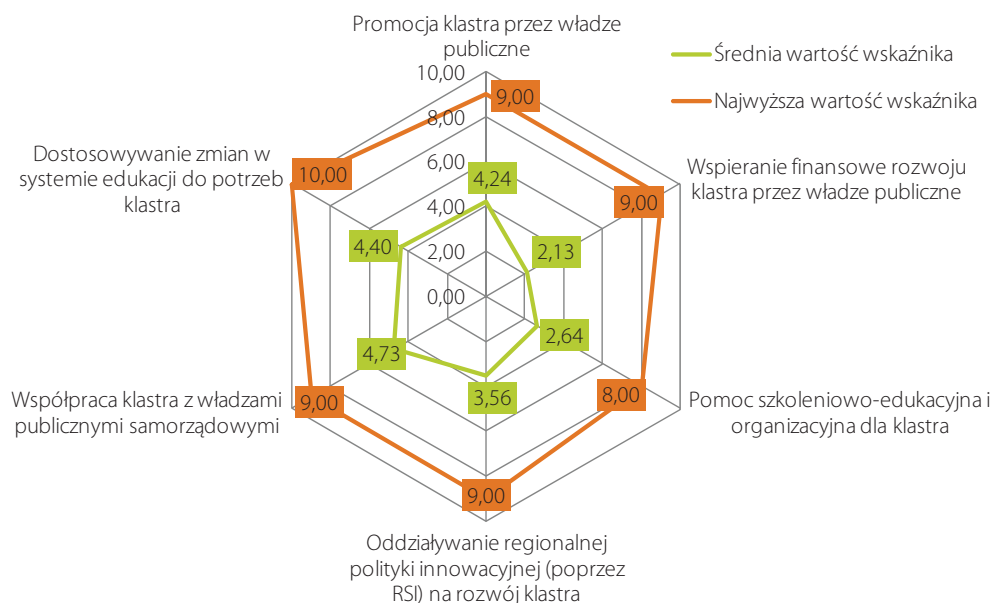 Promocja klastra przez władze
publiczne
Średnia wartość wskaźnika
Najwyższa wartość wskaźnika
10,00
8,00
6,00
4,00
2,00
0,00
9,00
4,24
Dostosowywanie zmian w
systemie edukacji do potrzeb
klastra
10,00
4,40
Wspieranie finansowe rozwoju
klastra przez władze publiczne
9,00
2,13
Współpraca klastra z władzami
publicznymi samorządowymi
9,00
4,73
Pomoc szkoleniowo-edukacyjna i
organizacyjna dla klastra
8,00
2,64
3,56
9,00
Oddziaływanie regionalnej
polityki innowacyjnej (poprzez
RSI) na rozwój klastra